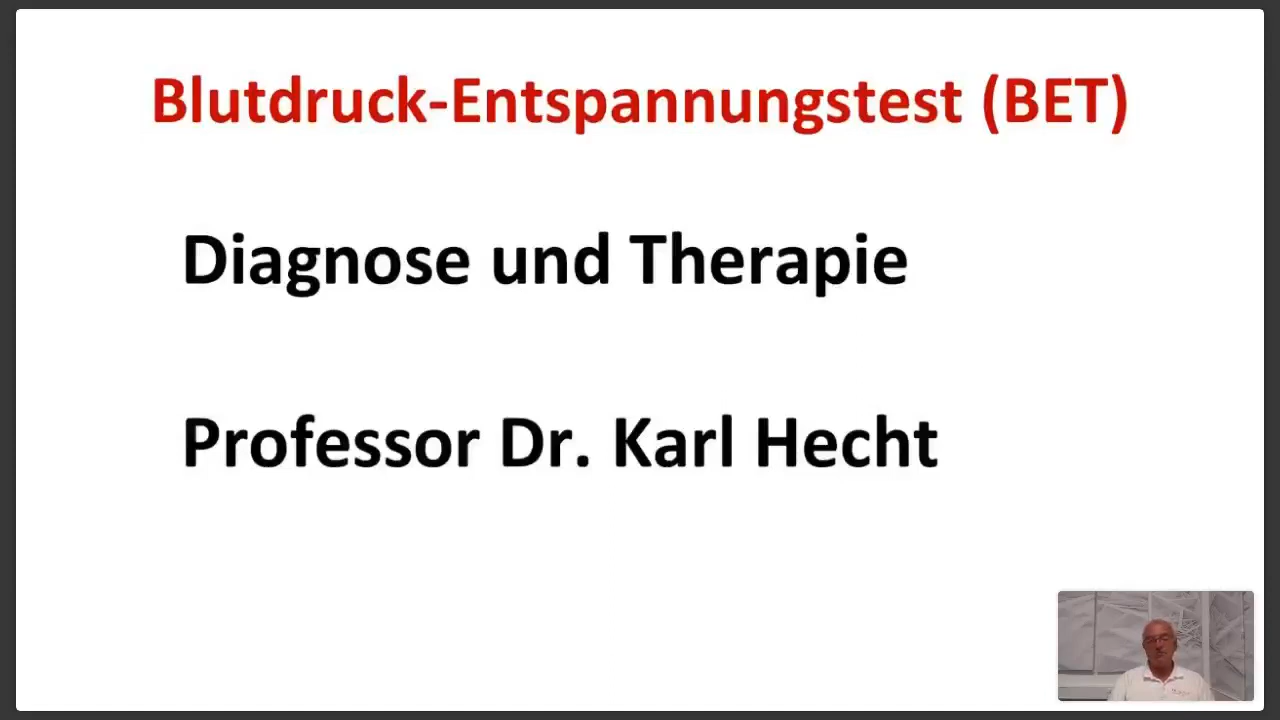 Blutdruck-Entspannungstest (BET)
Diagnose und Therapie
Professor Dr. Karl Hecht